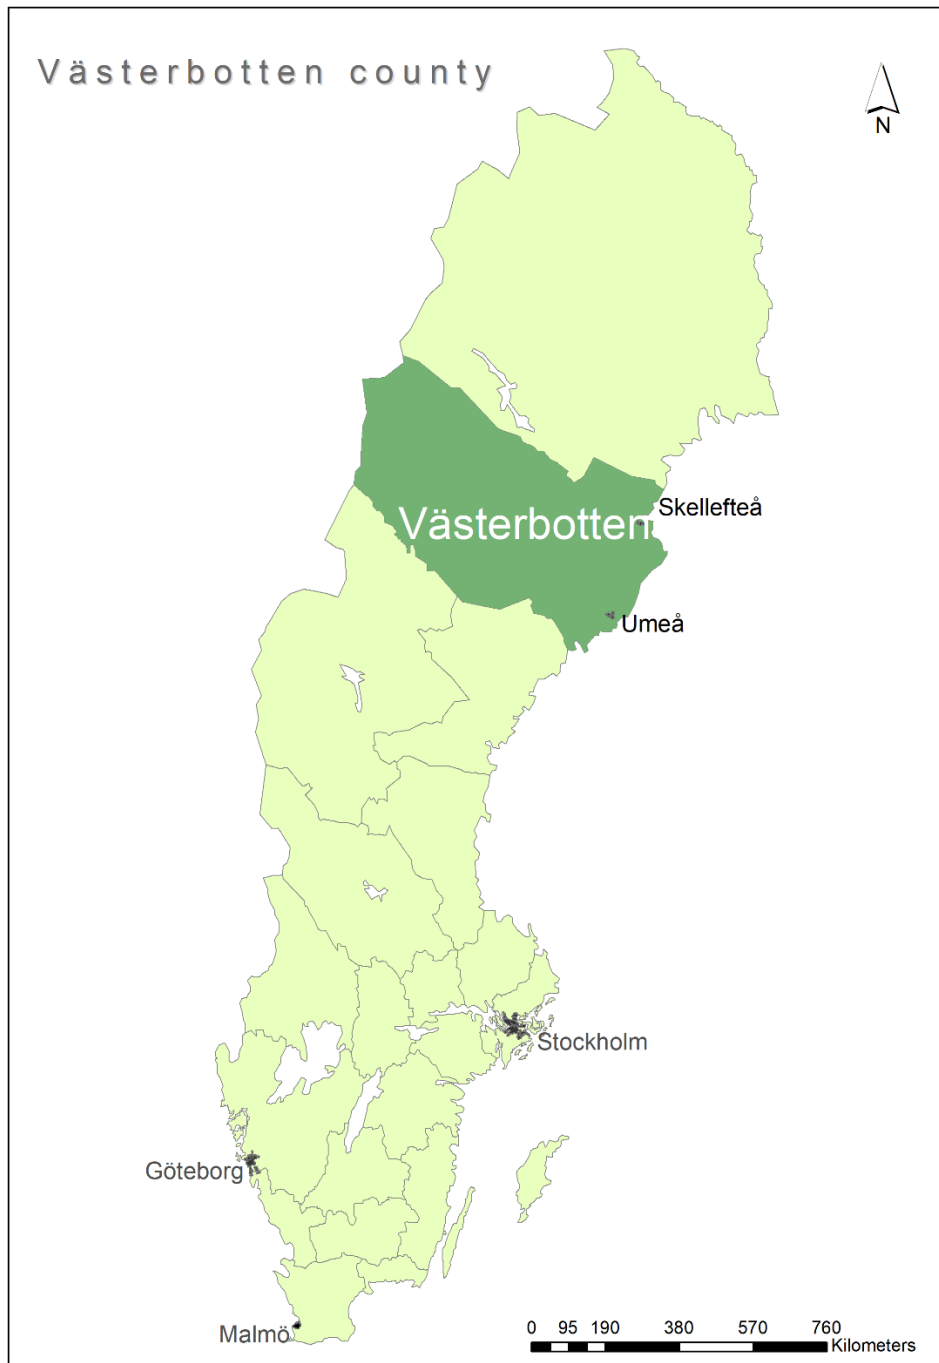 Västerbotten county
N
Skellefteå
Västerbotten
Umeå
Stockholm
Göteborg
Malmö
0 95 190 380 570 760
Kilometers